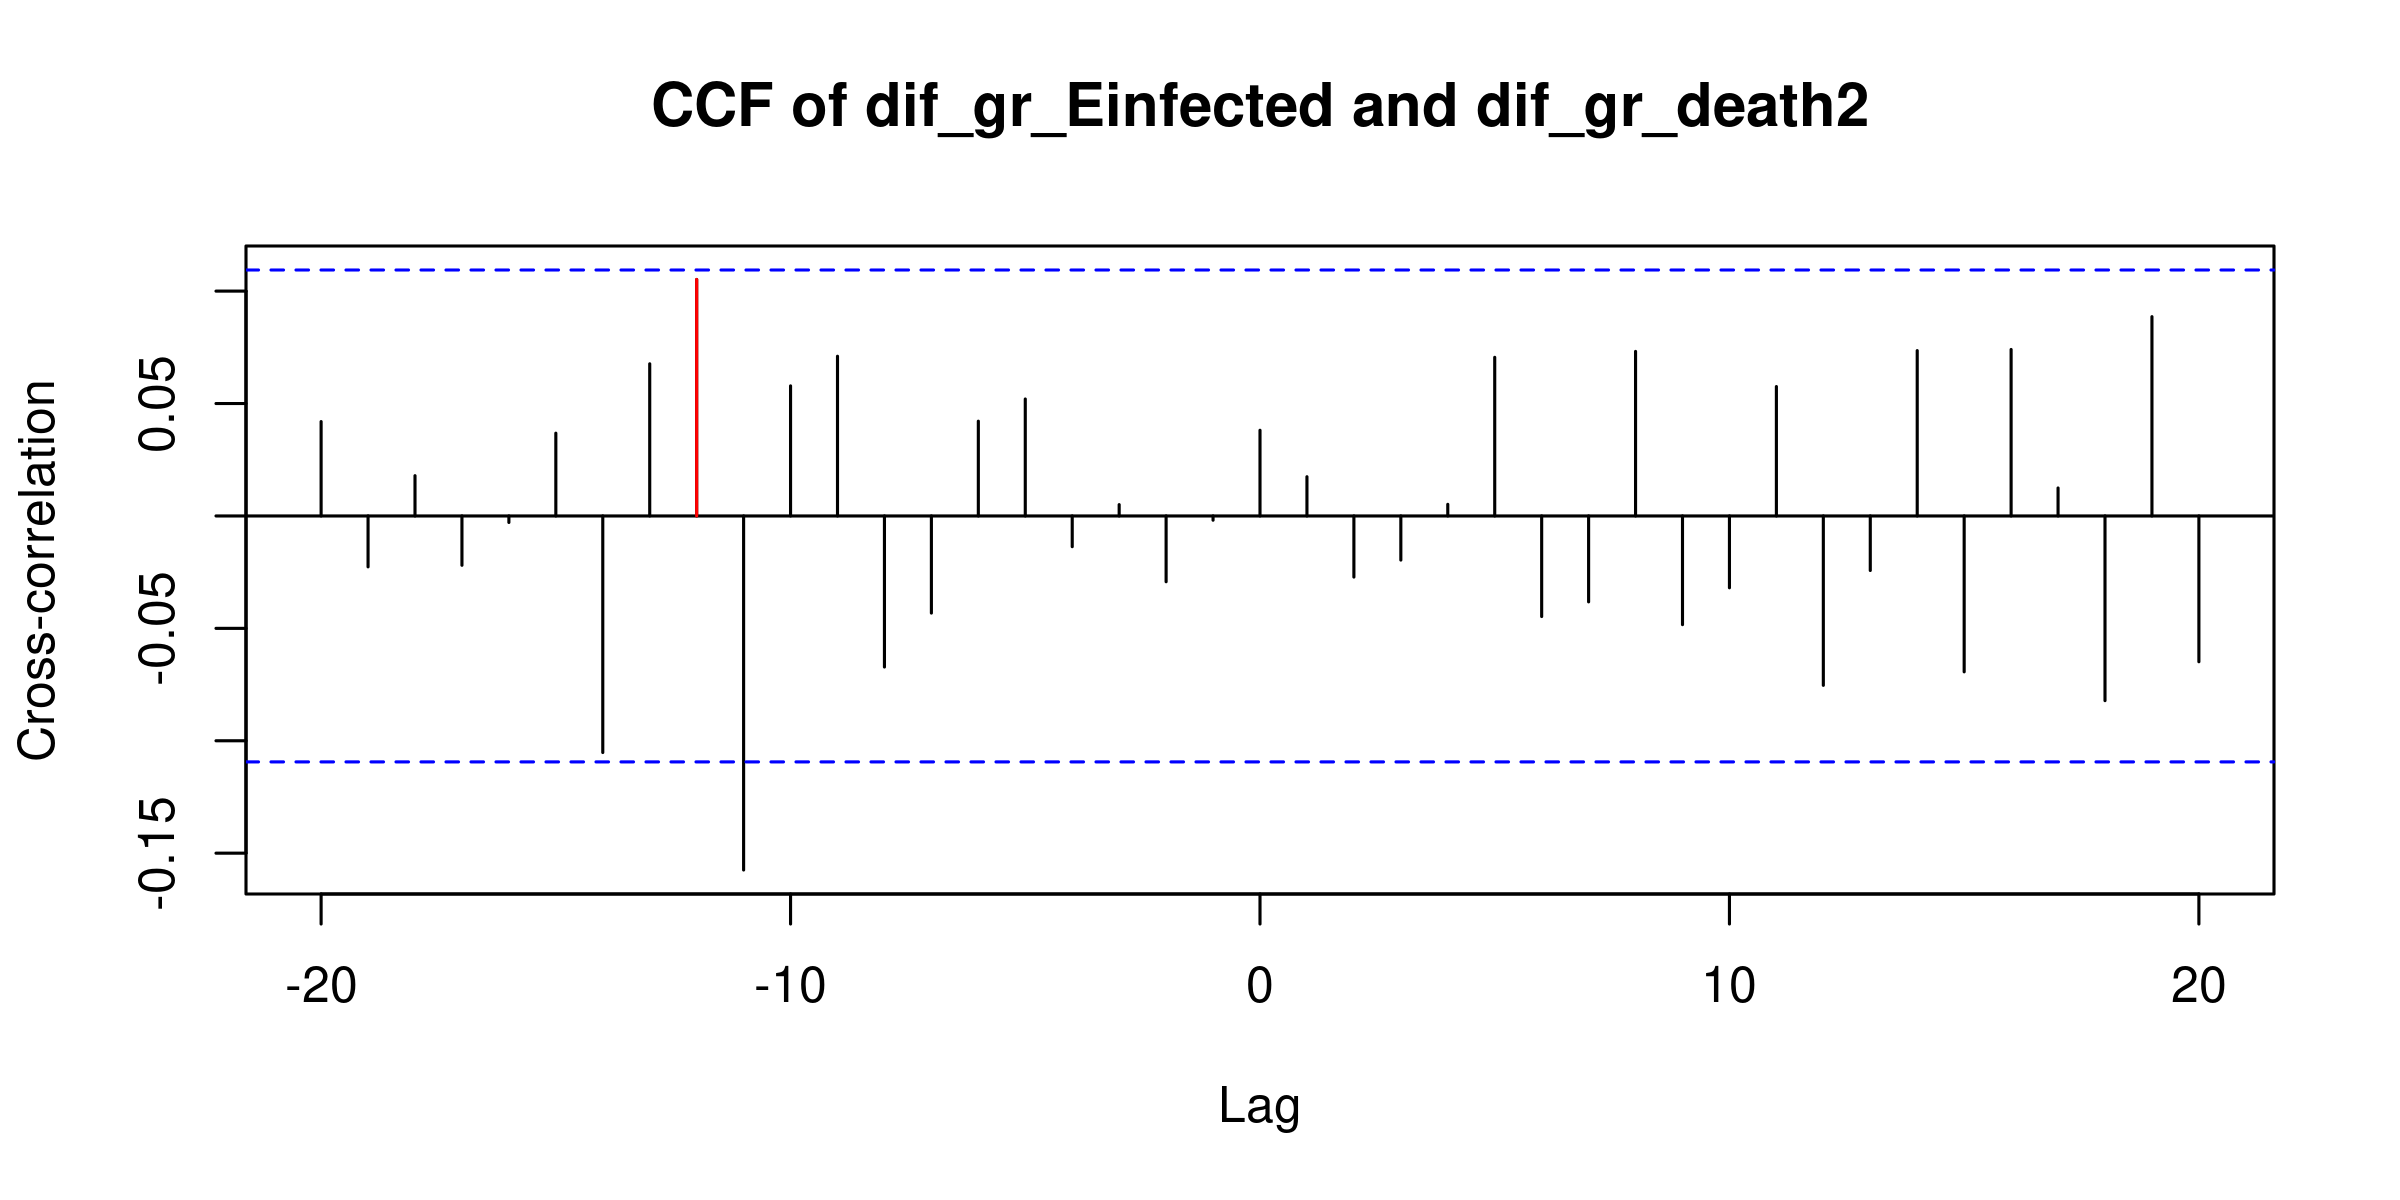 CCF of dif_gr_Einfected and dif_gr_death2
Cross-correlation
0.05
-0.05
-0.15
-20 -10 0 10 20
Lag